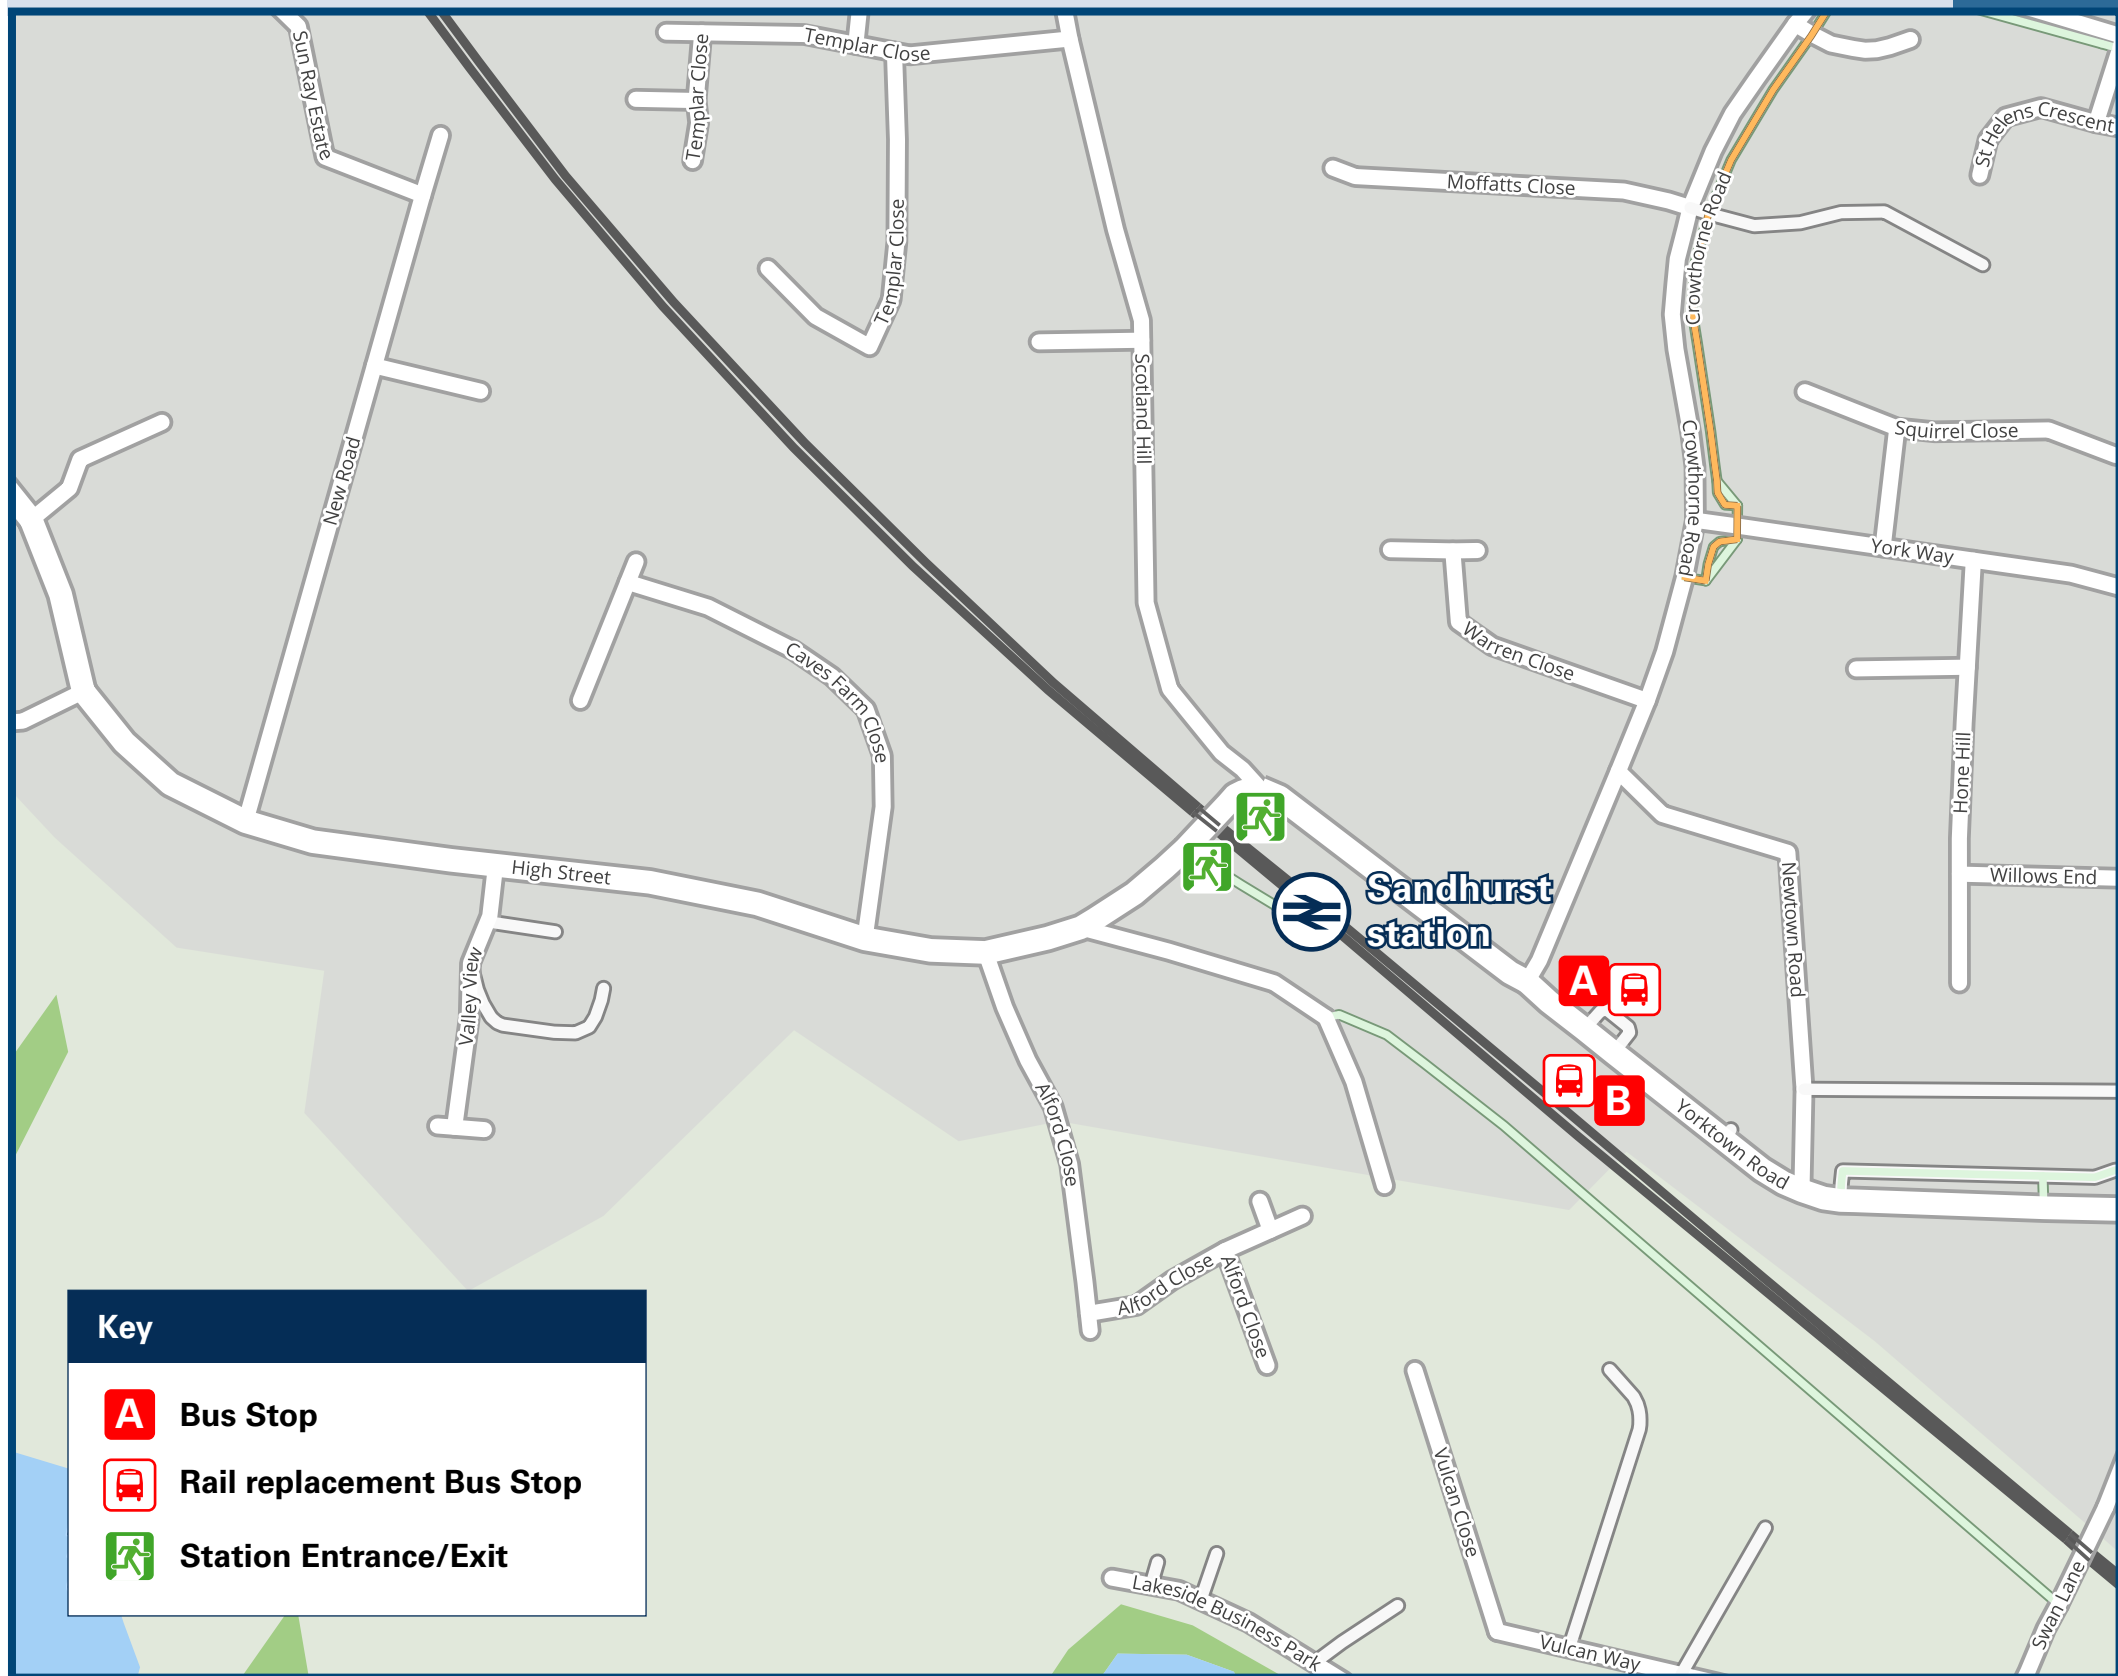 Sun Ray Estate
Templar Close
Templar Close
Templar Close
Templar Close
St Helens Crescent
Moffatts Close
Crowthorne Road
Scotland Hill
New Road
Crowthorne Road
Squirrel Close
York Way
Warren Close
Caves Farm Close
Home Hill
High Street
Willows End
Newtown Road
Sandhurst
station
A
B
Valley View
Alford Close
Yorktown Road
Alford Close
Alford Close
Key
A Bus Stop
Rail replacement Bus Stop
Station Entrance/Exit
Vulcan Close
Lakeside Business Park
Vulcan Way
Swan Lane